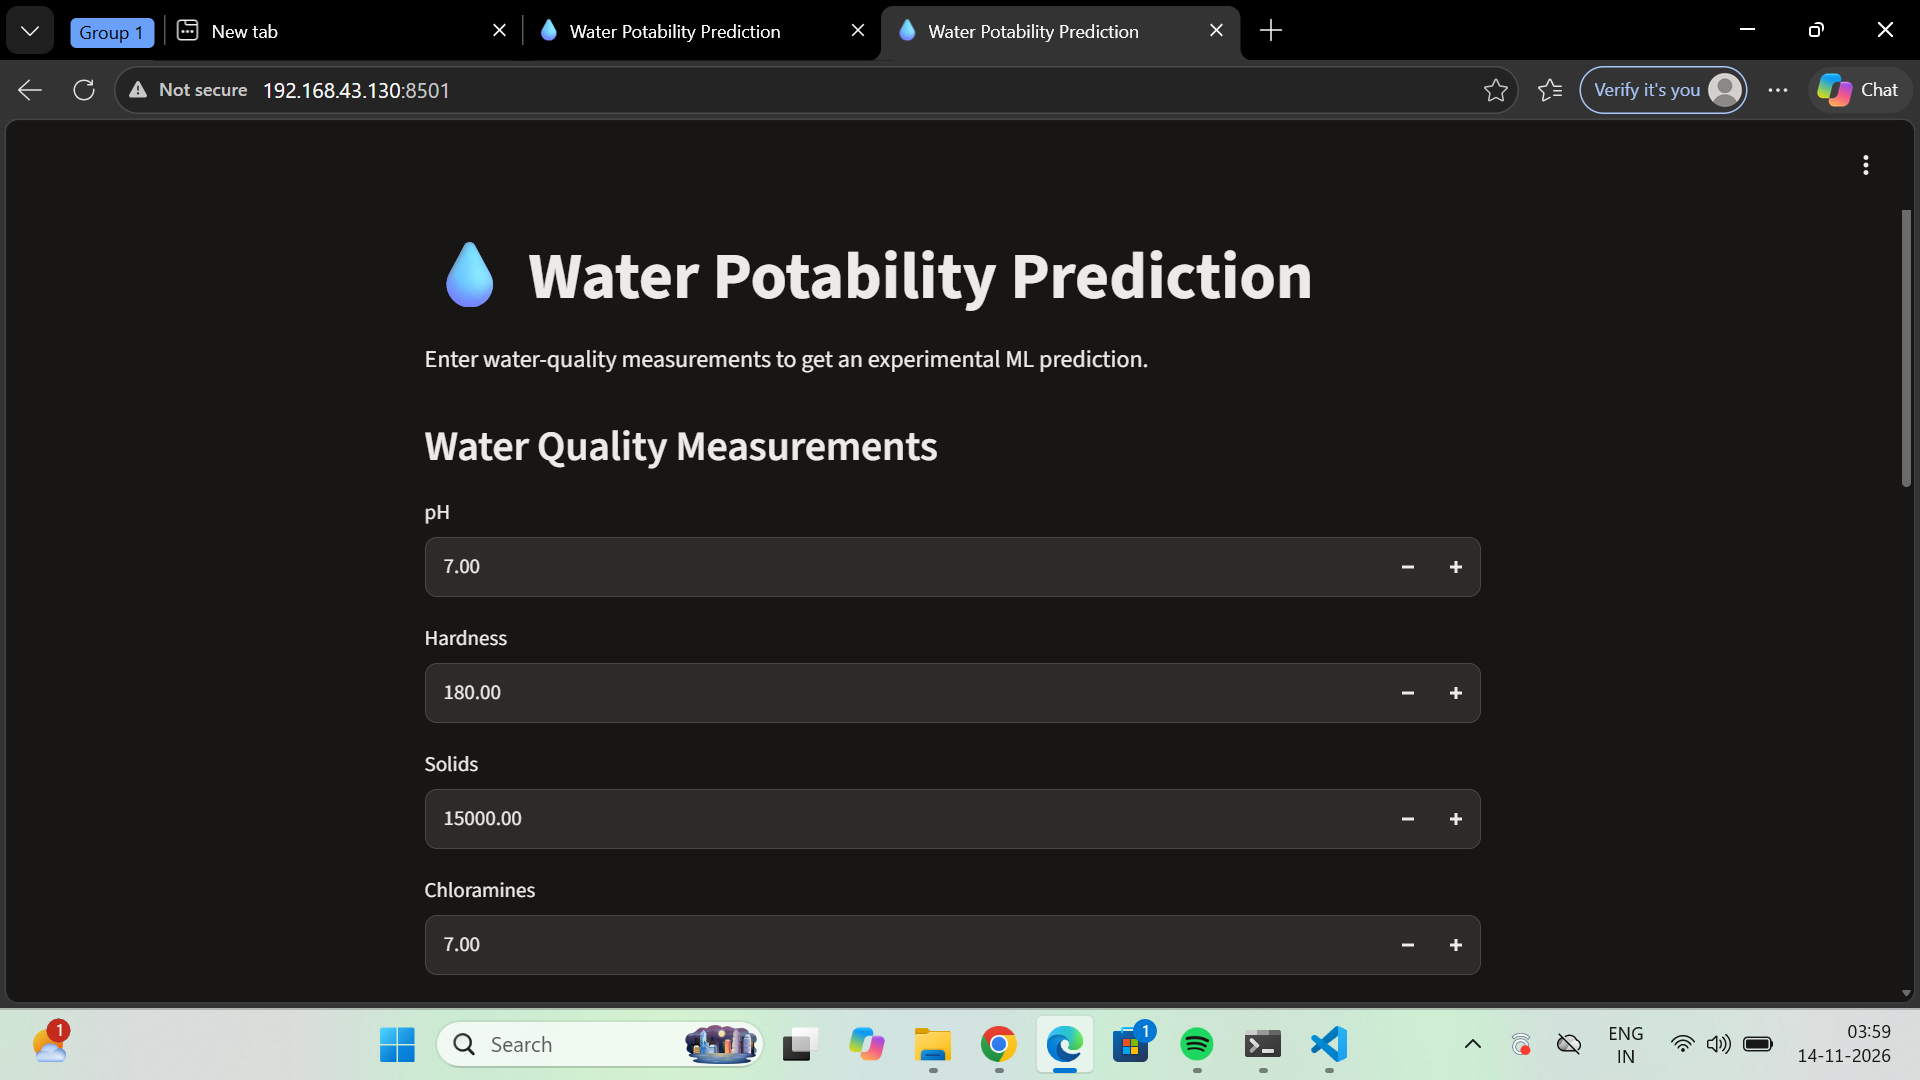 Group 1
New tab
Water Potability Prediction
Water Potability Prediction
Not secure
192.168.43.130:8501
Verify it's you
Chat
Water Potability Prediction
Enter water-quality measurements to get an experimental ML prediction.
Water Quality Measurements
pH
7.00
Hardness
180.00
Solids
15000.00
Chloramines
7.00
1
Search
1
ENG
IN
03:59
14-11-2026